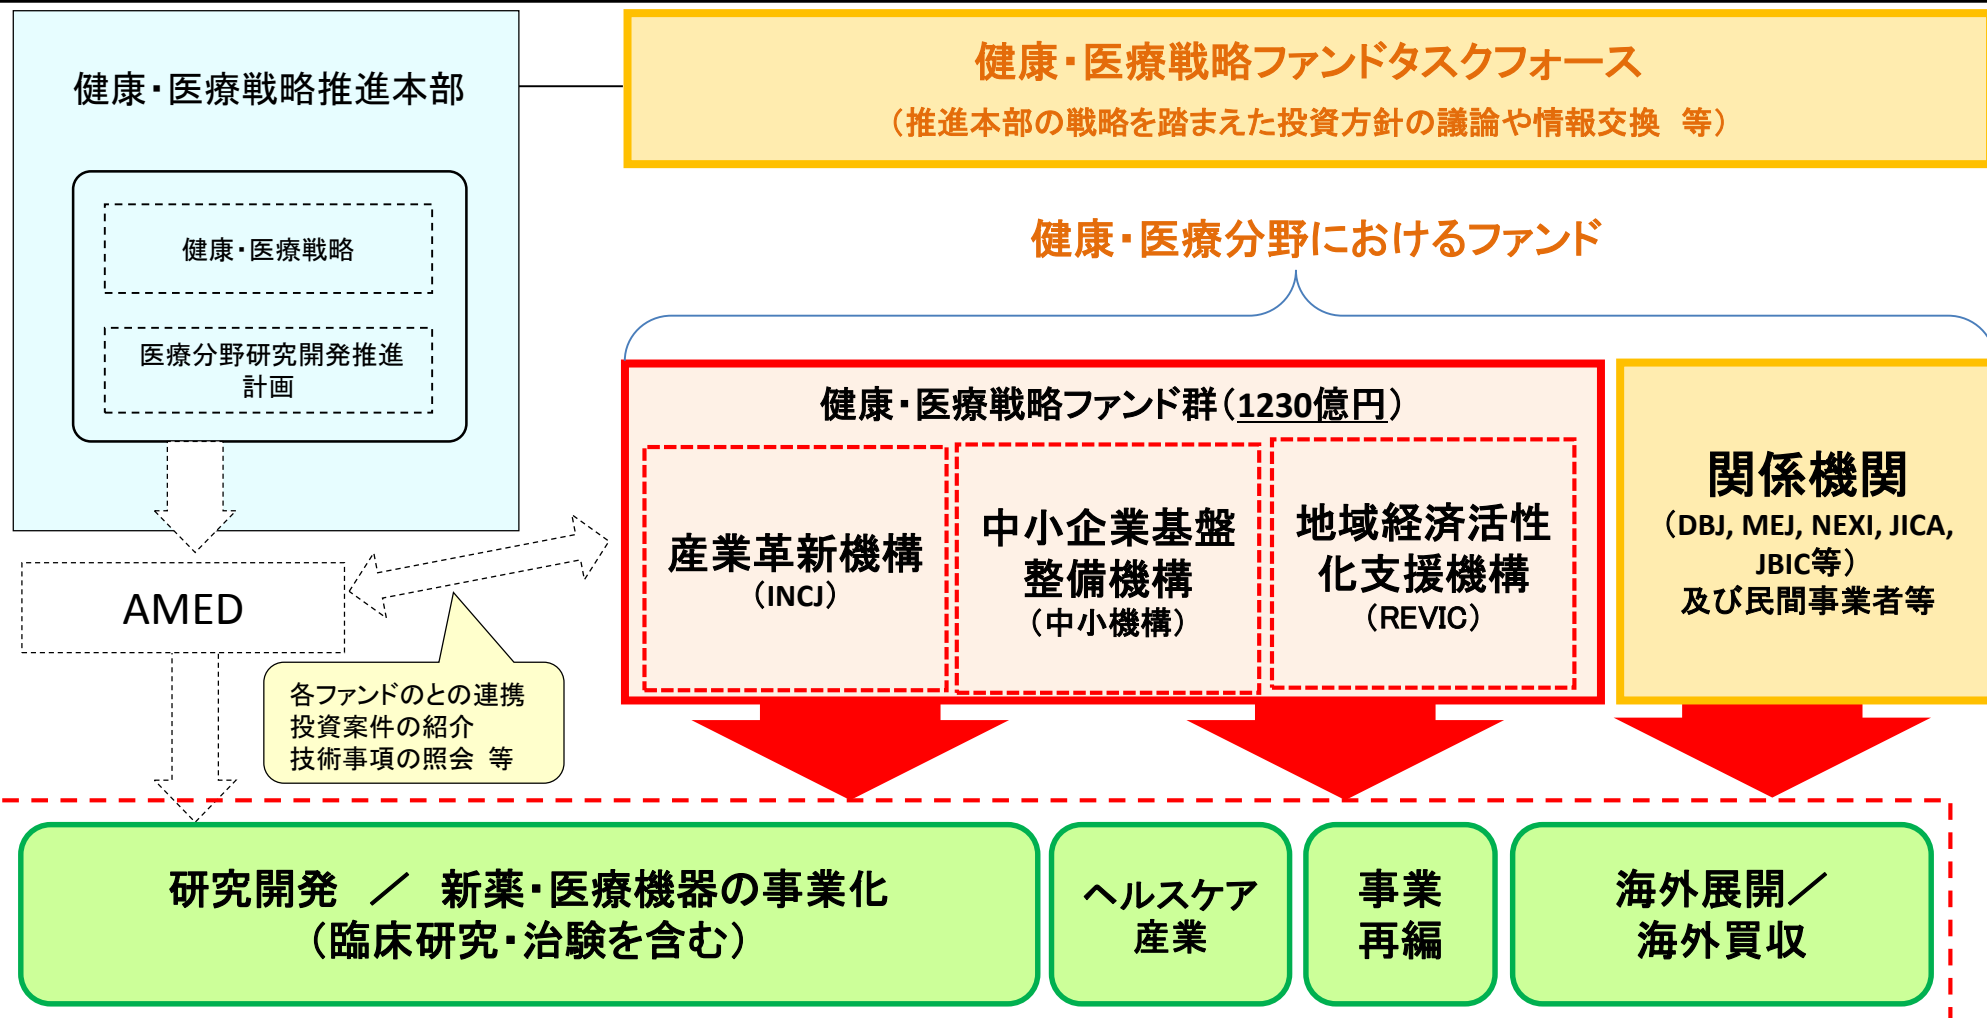 健康・医療戦略推進本部
健康・医療戦略
医療分野研究開発推進
計画
健康・医療戦略ファンドタスクフォース
（推進本部の戦略を踏まえた投資方針の議論や情報交換　等）
健康・医療分野におけるファンド
健康・医療戦略ファンド群（1230億円）
産業革新機構
（INCJ）
中小企業基盤
整備機構
（中小機構）
地域経済活性
化支援機構
（REVIC）
関係機関
（DBJ, MEJ, NEXI, JICA,
JBIC等）
及び民間事業者等
AMED
各ファンドのとの連携
投資案件の紹介
技術事項の照会 等
研究開発　／　新薬・医療機器の事業化
（臨床研究・治験を含む）
ヘルスケア
産業
事業
再編
海外展開／
海外買収